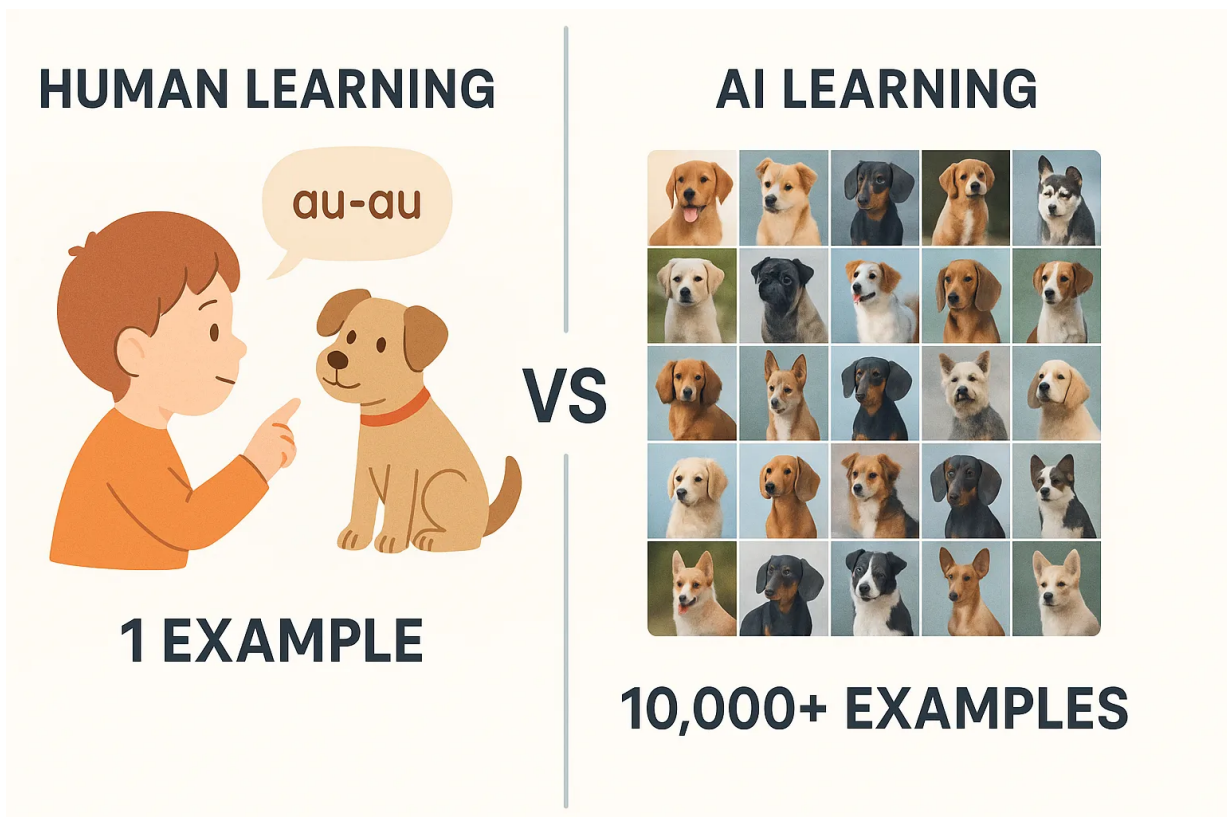 HUMAN LEARNING
au-au
1 EXAMPLE
VS
AI LEARNING
10,000+ EXAMPLES